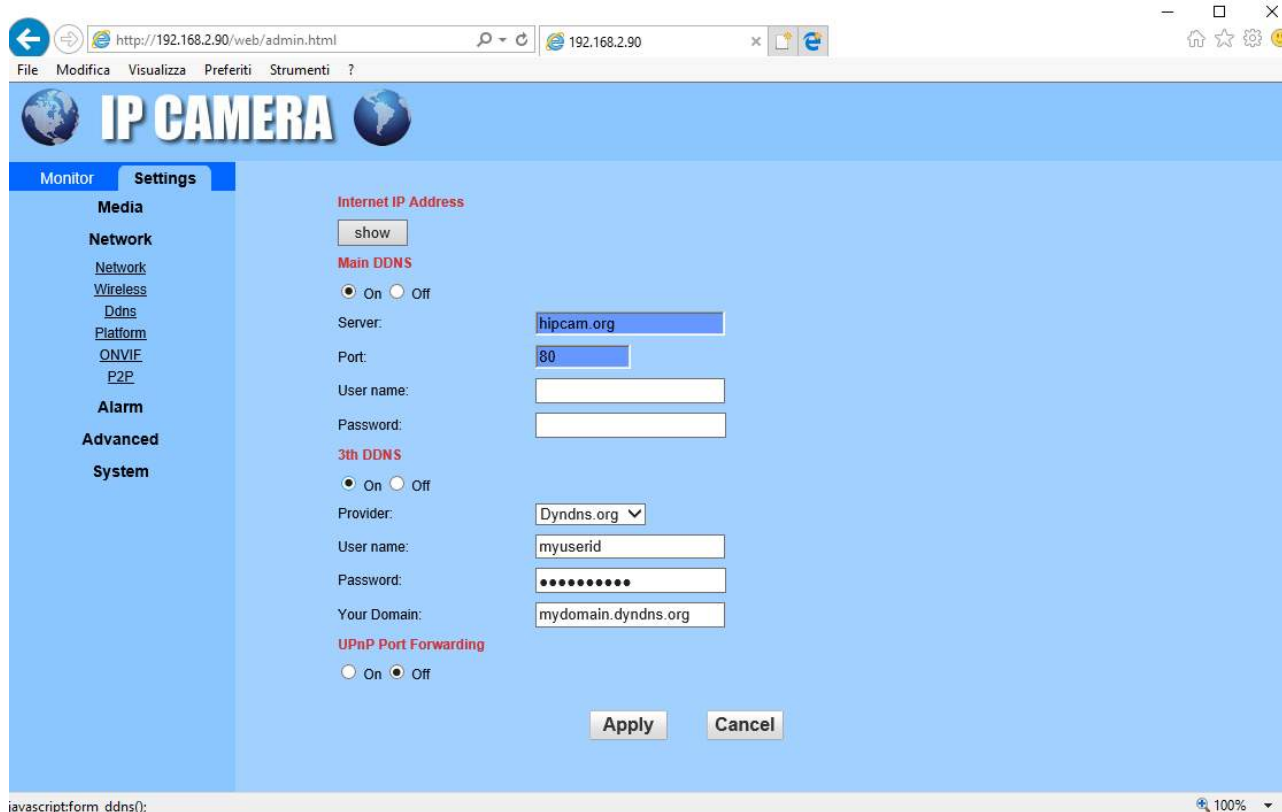 http://192.168.2.90/web/admin.html
192.168.2.90
File Modifica Visualizza Preferiti Strumenti ?
IP CAMERA
Monitor Settings
Media
Network
Network
Wireless
Ddns
Platform
ONVIF
P2P
Alarm
Advanced
System
Internet IP Address
show
Main DDNS
On Off
Server: hipcam.org
Port: 80
User name:
Password:
3th DDNS
On Off
Provider: Dyndns.org
User name: myuserid
Password: ●●●●●●●●●●
Your Domain: mydomain.dyndns.org
UPnP Port Forwarding
On Off
Apply Cancel
javascript:form_ddns();
100%